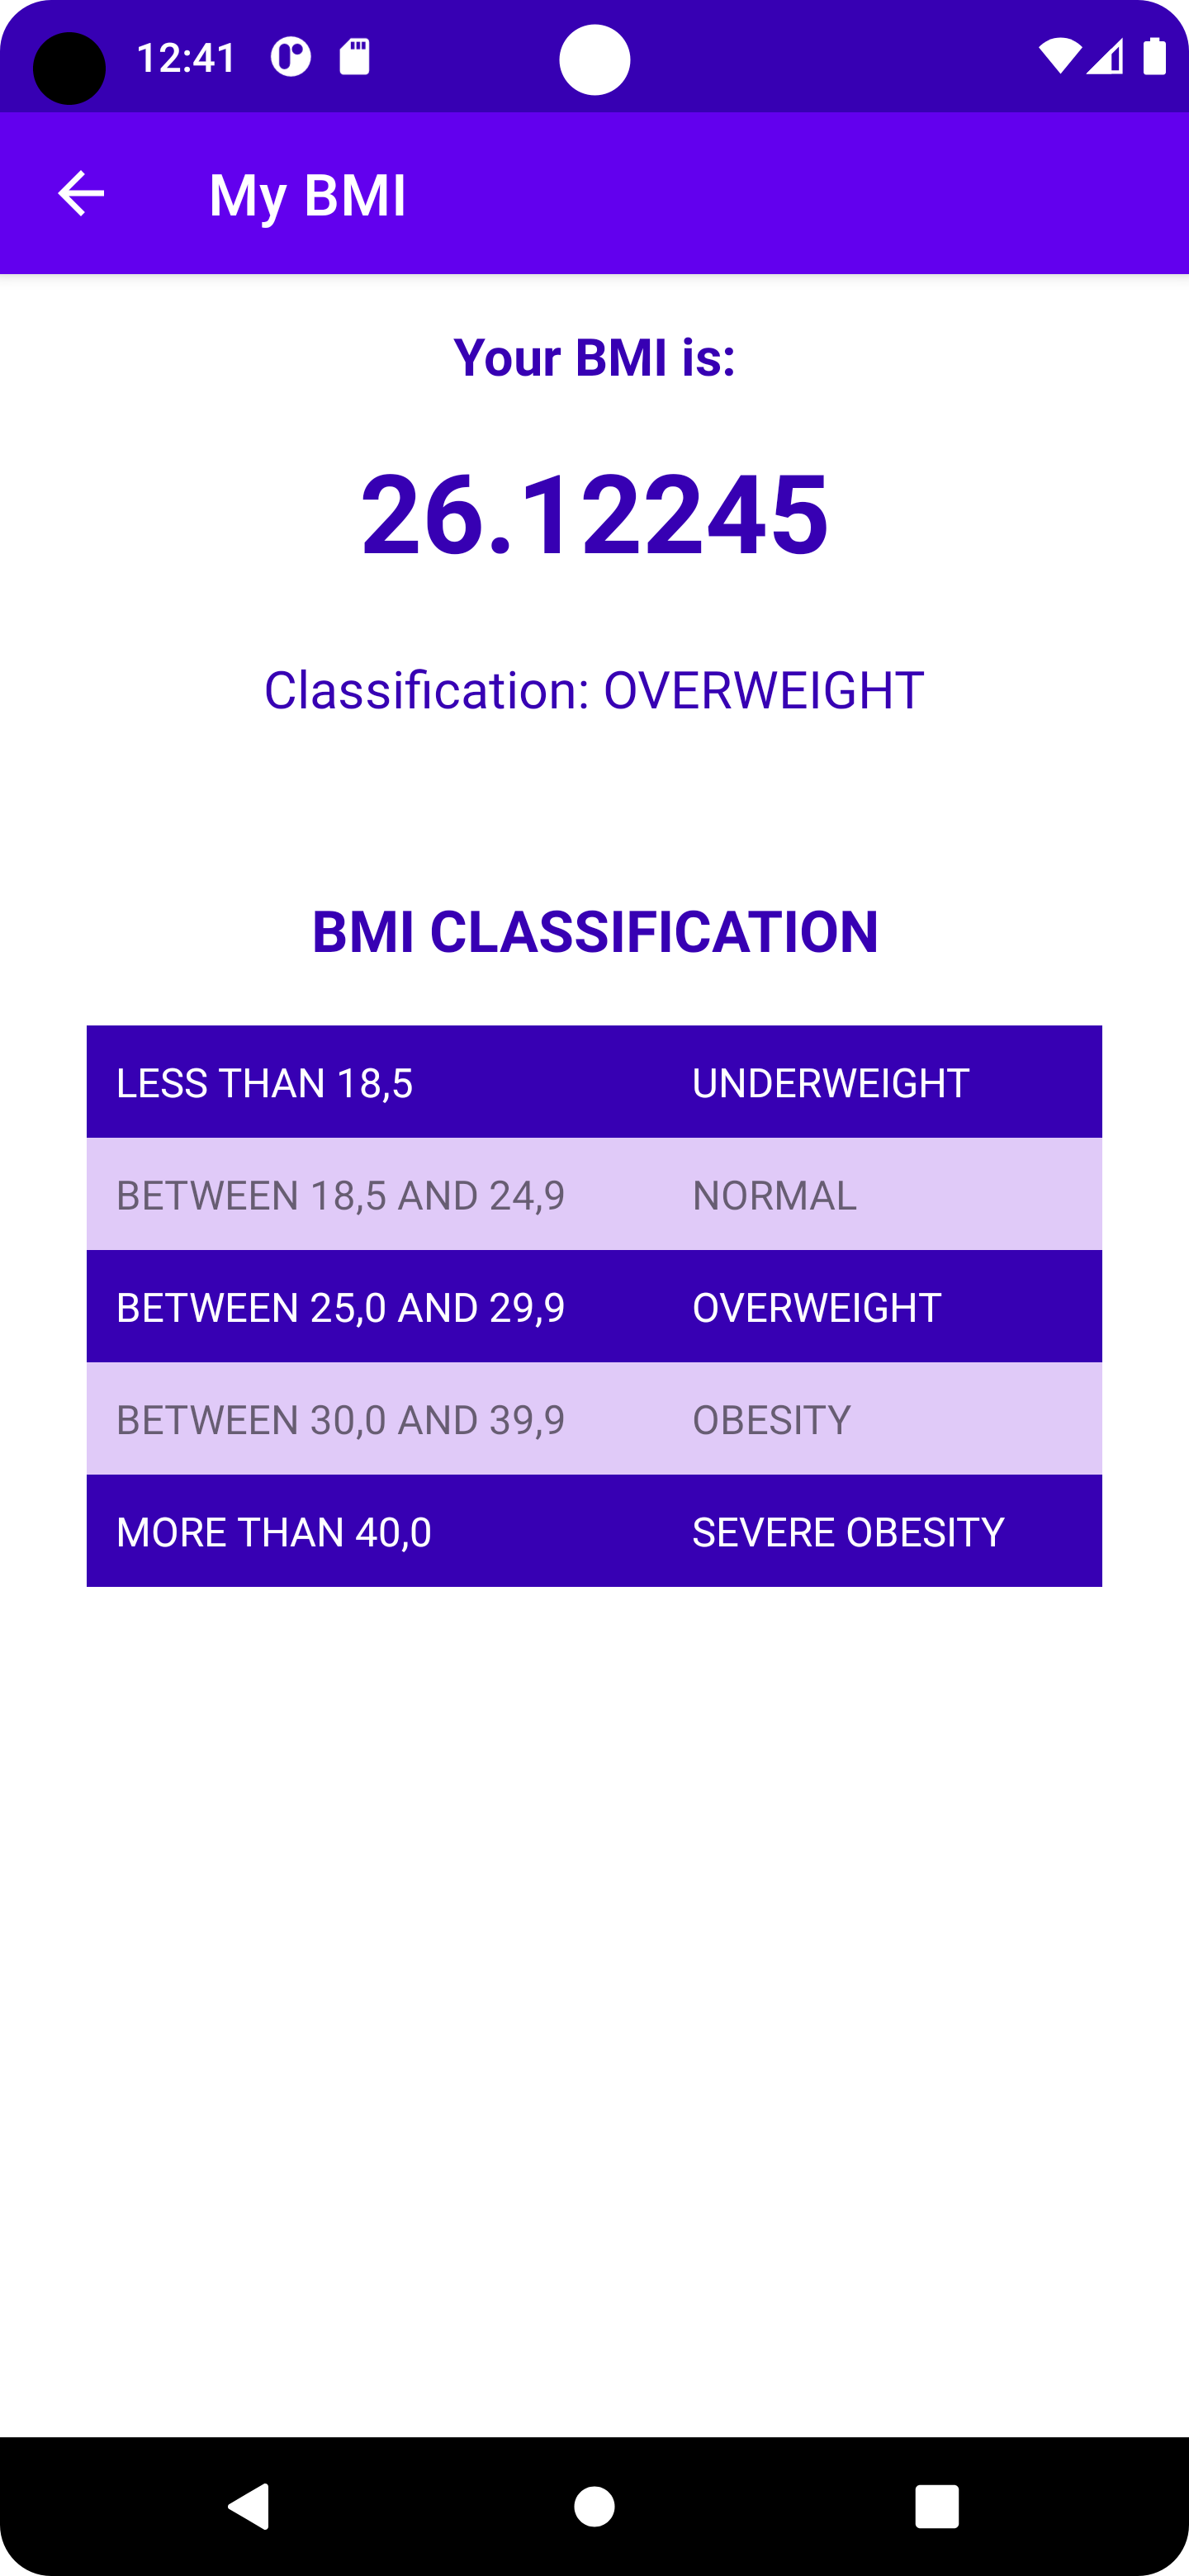 12:41
My BMI
Your BMI is:
26.12245
Classification: OVERWEIGHT
BMI CLASSIFICATION
LESS THAN 18,5 UNDERWEIGHT
BETWEEN 18,5 AND 24,9 NORMAL
BETWEEN 25,0 AND 29,9 OVERWEIGHT
BETWEEN 30,0 AND 39,9 OBESITY
MORE THAN 40,0 SEVERE OBESITY